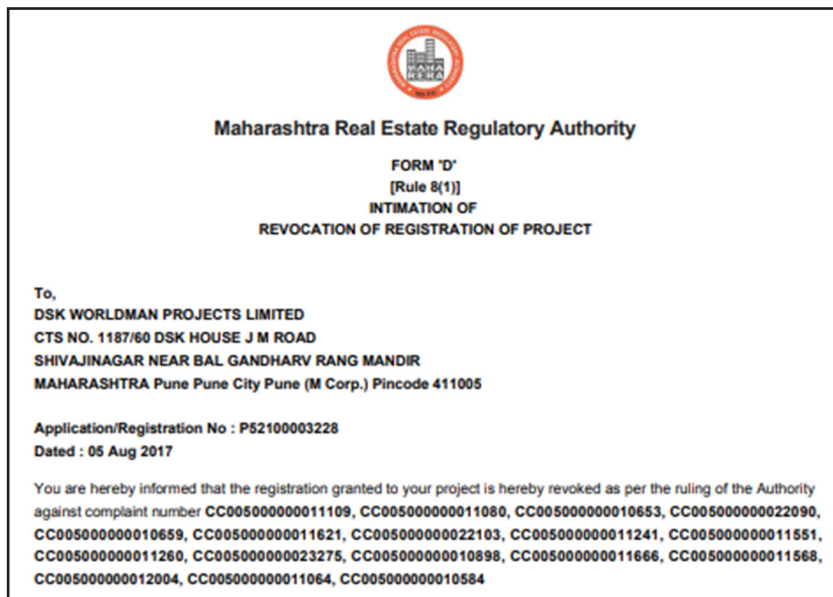 MAHA
RERA
Maharashtra Real Estate Regulatory Authority
FORM 'D'
[Rule 8(1)]
INTIMATION OF
REVOCATION OF REGISTRATION OF PROJECT
To,
DSK WORLDMAN PROJECTS LIMITED
CTS NO. 1187/60 DSK HOUSE J M ROAD
SHIVAJINAGAR NEAR BAL GANDHARV RANG MANDIR
MAHARASHTRA Pune Pune City Pune (M Corp.) Pincode 411005
Application/Registration No : P52100003228
Dated : 05 Aug 2017
You are hereby informed that the registration granted to your project is hereby revoked as per the ruling of the Authority
against complaint number CC005000000011109, CC005000000011080, CC005000000010653, CC005000000022090,
CC005000000010659, CC005000000011621, CC005000000022103, CC005000000011241, CC005000000011551,
CC005000000011260, CC005000000023275, CC005000000010898, CC005000000011666, CC005000000011568,
CC005000000012004, CC005000000011064, CC005000000010584